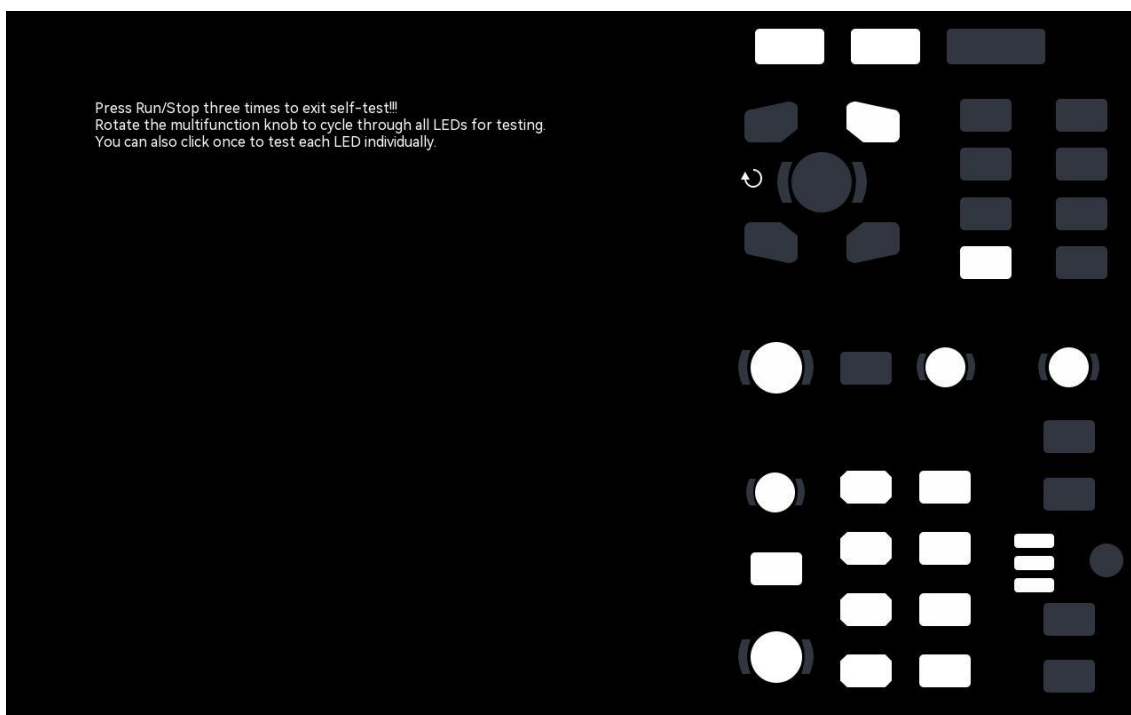 Press Run/Stop three times to exit self-test!!!
Rotate the multifunction knob to cycle through all LEDs for testing.
You can also click once to test each LED individually.